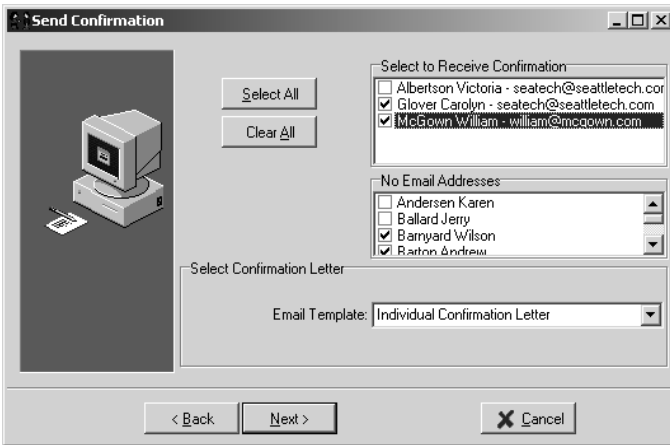 Send Confirmation
Select All
Clear All
Select to Receive Confirmation
Albertson Victoria - seatech@seattletech.cor
Glover Carolyn - seatech@seattletech.com
McGown William - william@mcgown.com
No Email Addresses
Andersen Karen
Ballard Jerry
Barnyard Wilson
Barton Andrew
Select Confirmation Letter
Email Template: Individual Confirmation Letter
< Back
Next >
Cancel